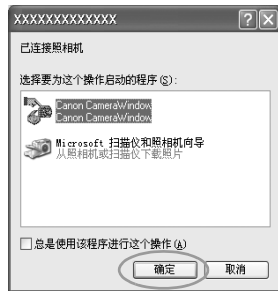 XXXXXXXXXXXXX
已连接照相机
选择要为这个操作启动的程序(S):
Canon CameraWindow
Canon CameraWindow
Microsoft 扫描仪和照相机向导
从照相机或扫描仪下载照片
总是使用该程序进行这个操作(A)
确定
取消